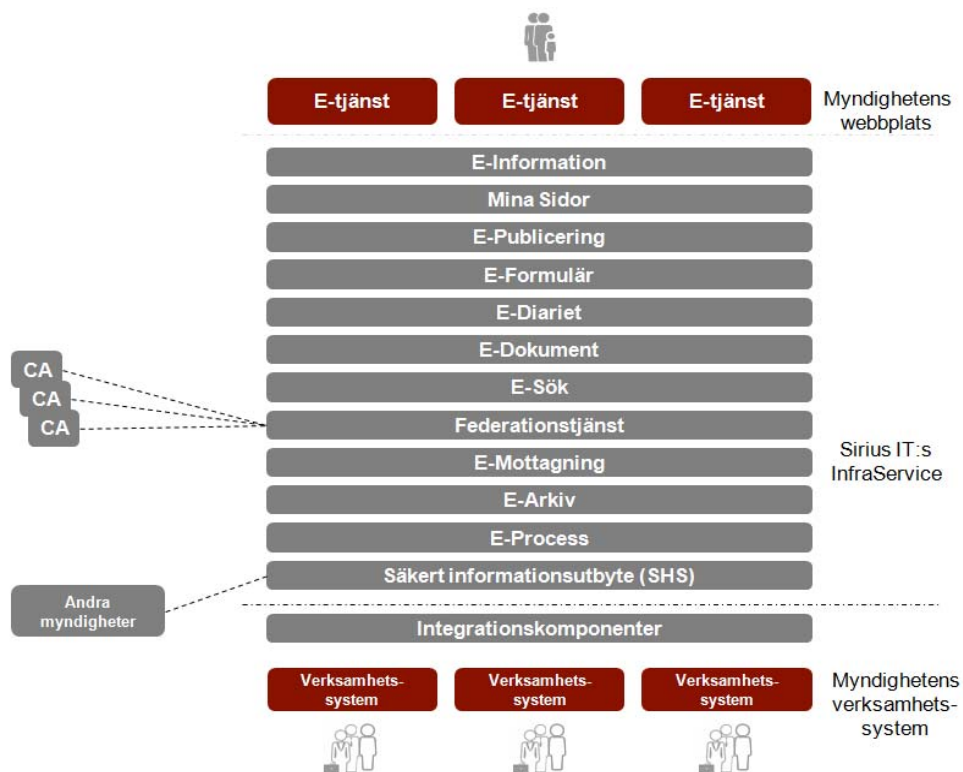 E-tjänst
E-tjänst
E-tjänst
Myndighetens
webbplats
E-Information
Mina Sidor
E-Publicering
E-Formulär
E-Diariet
E-Dokument
E-Sök
CA
CA
CA
Federationstjänst
E-Mottagning
Sirius IT:s
InfraService
E-Arkiv
E-Process
Säkert informationsutbyte (SHS)
Andra
myndigheter
Integrationskomponenter
Verksamhets-
system
Verksamhets-
system
Verksamhets-
system
Myndighetens
verksamhets-
system